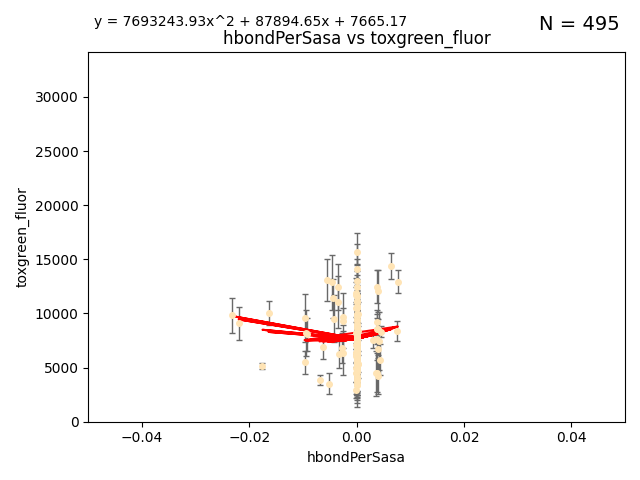 y = 7693243.93x^2 + 87894.65x + 7665.17
N = 495
hbondPerSasa vs toxgreen_fluor
30000
25000
20000
15000
10000
5000
0
toxgreen_fluor
−0.04 −0.02 0.00 0.02 0.04
hbondPerSasa